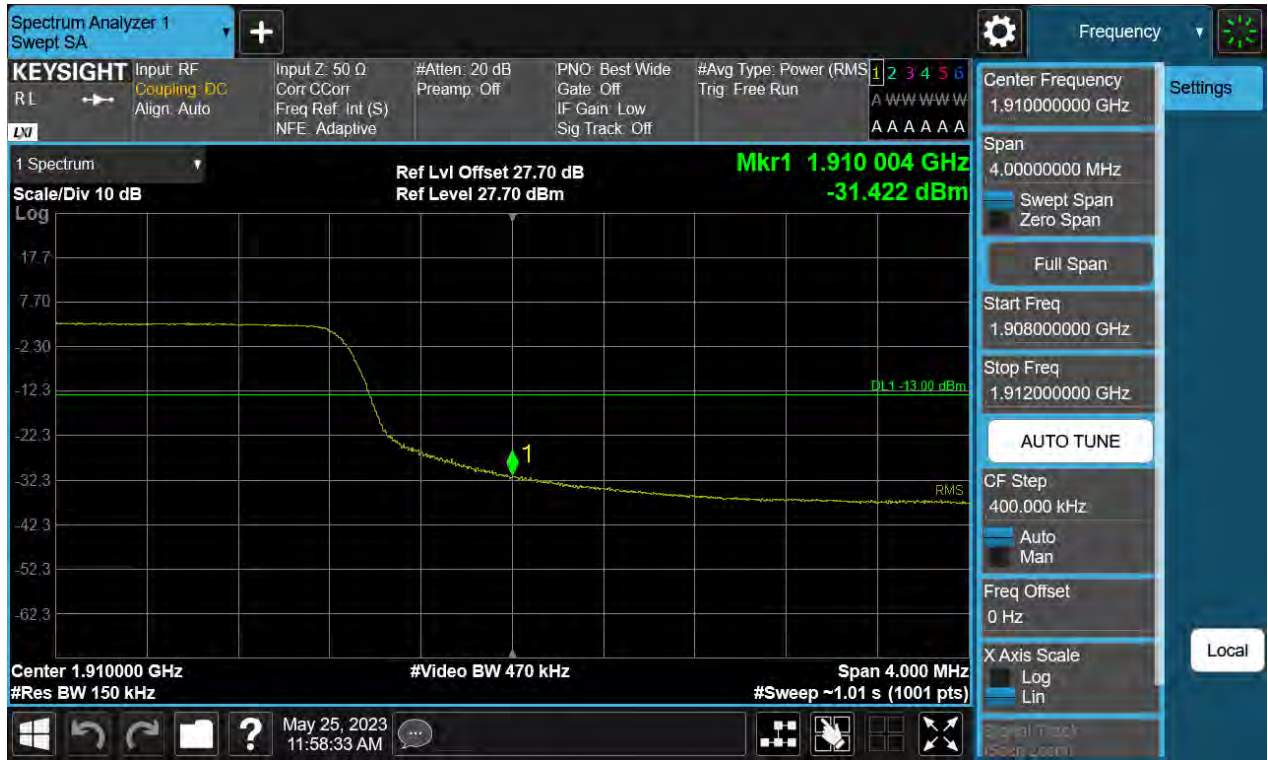 Spectrum Analyzer 1
Swept SA
Frequency
KEYSIGHT
RL
LXI
Input: RF
Coupling: DC
Align: Auto
Input Z: 50 Ω
Corr CCorr
Freq Ref: Int (S)
NFE: Adaptive
#Atten: 20 dB
Preamp: Off
PNO: Best Wide
Gate: Off
IF Gain: Low
Sig Track: Off
#Avg Type: Power (RMS
Trig: Free Run
1 2 3 4 5 6
A W W W W W
A A A A A A
Center Frequency
1.910000000 GHz
Settings
1 Spectrum
Scale/Div 10 dB
Log
Ref Lvl Offset 27.70 dB
Ref Level 27.70 dBm
Mkr1 1.910 004 GHz
-31.422 dBm
Span
4.00000000 MHz
Swept Span
Zero Span
Full Span
Start Freq
1.908000000 GHz
Stop Freq
1.912000000 GHz
AUTO TUNE
CF Step
400.000 kHz
Auto
Man
Freq Offset
0 Hz
X Axis Scale
Log
Lin
Local
17.7
7.70
-2.30
-12.3
DL1 -13.00 dBm
-22.3
1
-32.3
RMS
-42.3
-52.3
-62.3
Center 1.910000 GHz
#Video BW 470 kHz
Span 4.000 MHz
#Res BW 150 kHz
#Sweep ~1.01 s (1001 pts)
Signal Track
(Span Zoom)
?
May 25, 2023
11:58:33 AM